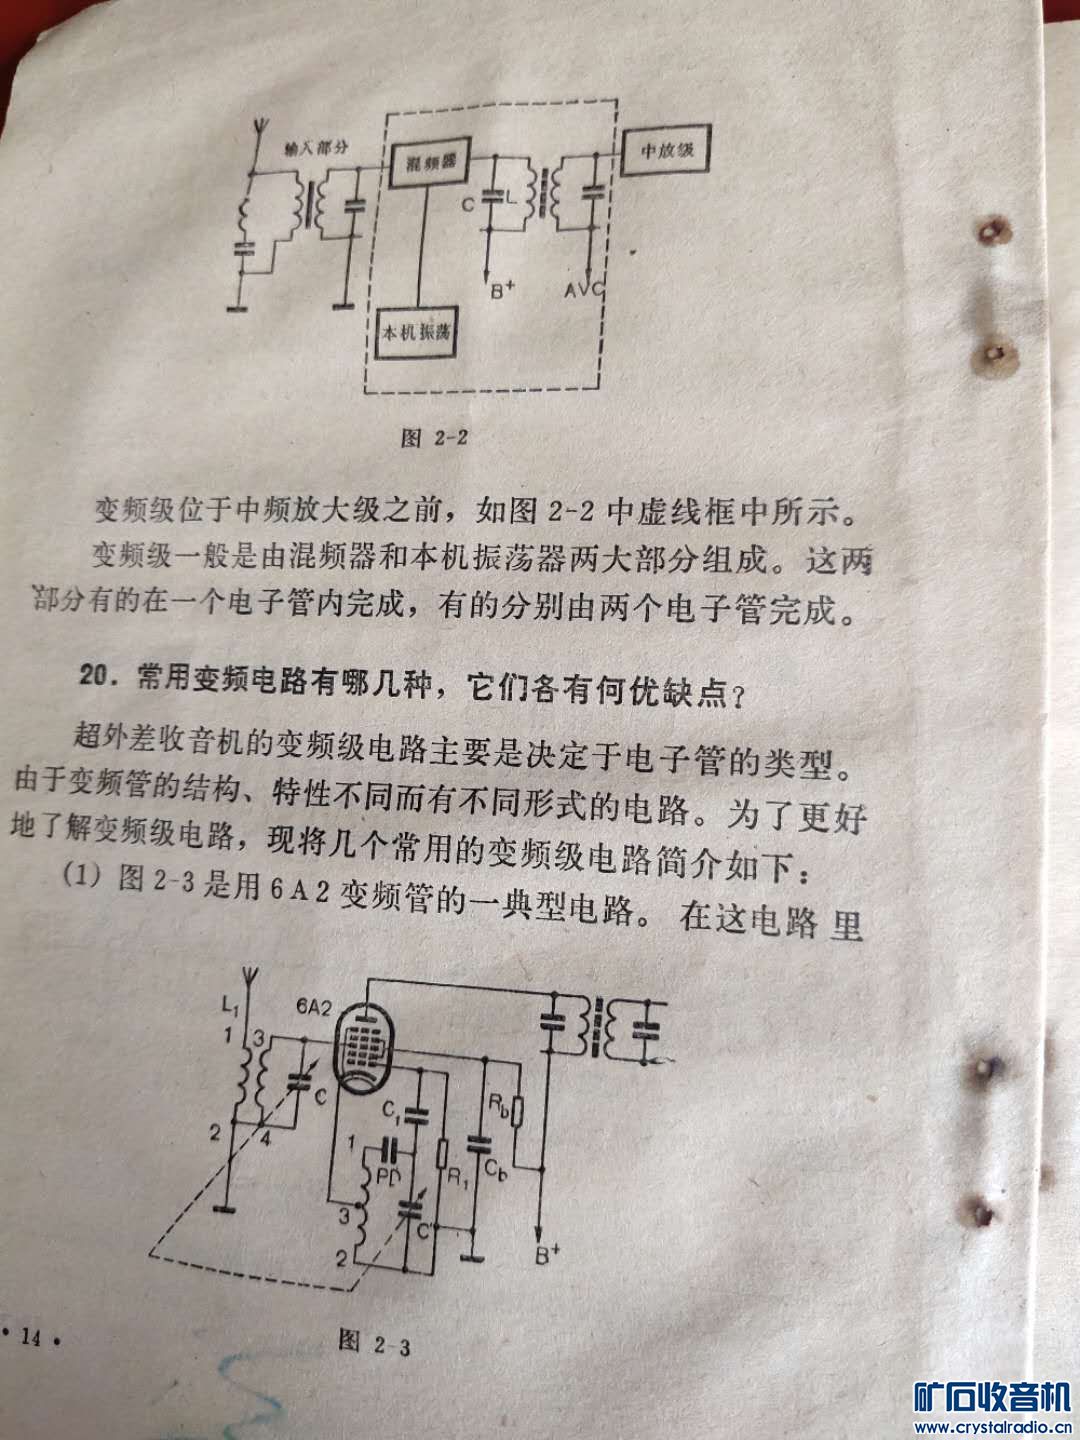 输入部分
混频器
中放级
C
L
B+
AVC
本机振荡
图 2-2
变频级位于中频放大级之前，如图 2-2 中虚线框中所示。
变频级一般是由混频器和本机振荡器两大部分组成。这两
部分有的在一个电子管内完成，有的分别由两个电子管完成。
20. 常用变频电路有哪几种，它们各有何优缺点？
超外差收音机的变频级电路主要是决定于电子管的类型。
由于变频管的结构、特性不同而有不同形式的电路。为了更好
地了解变频级电路，现将几个常用的变频级电路简介如下：
(1) 图 2-3 是用 6A2 变频管的一典型电路。在这电路里
L1
6A2
1
3
C
2
4
C1
Rb
1
PD
R1
Cb
3
C
2
B+
图 2-3
· 14 ·
矿石收音机
www.crystalradio.cn